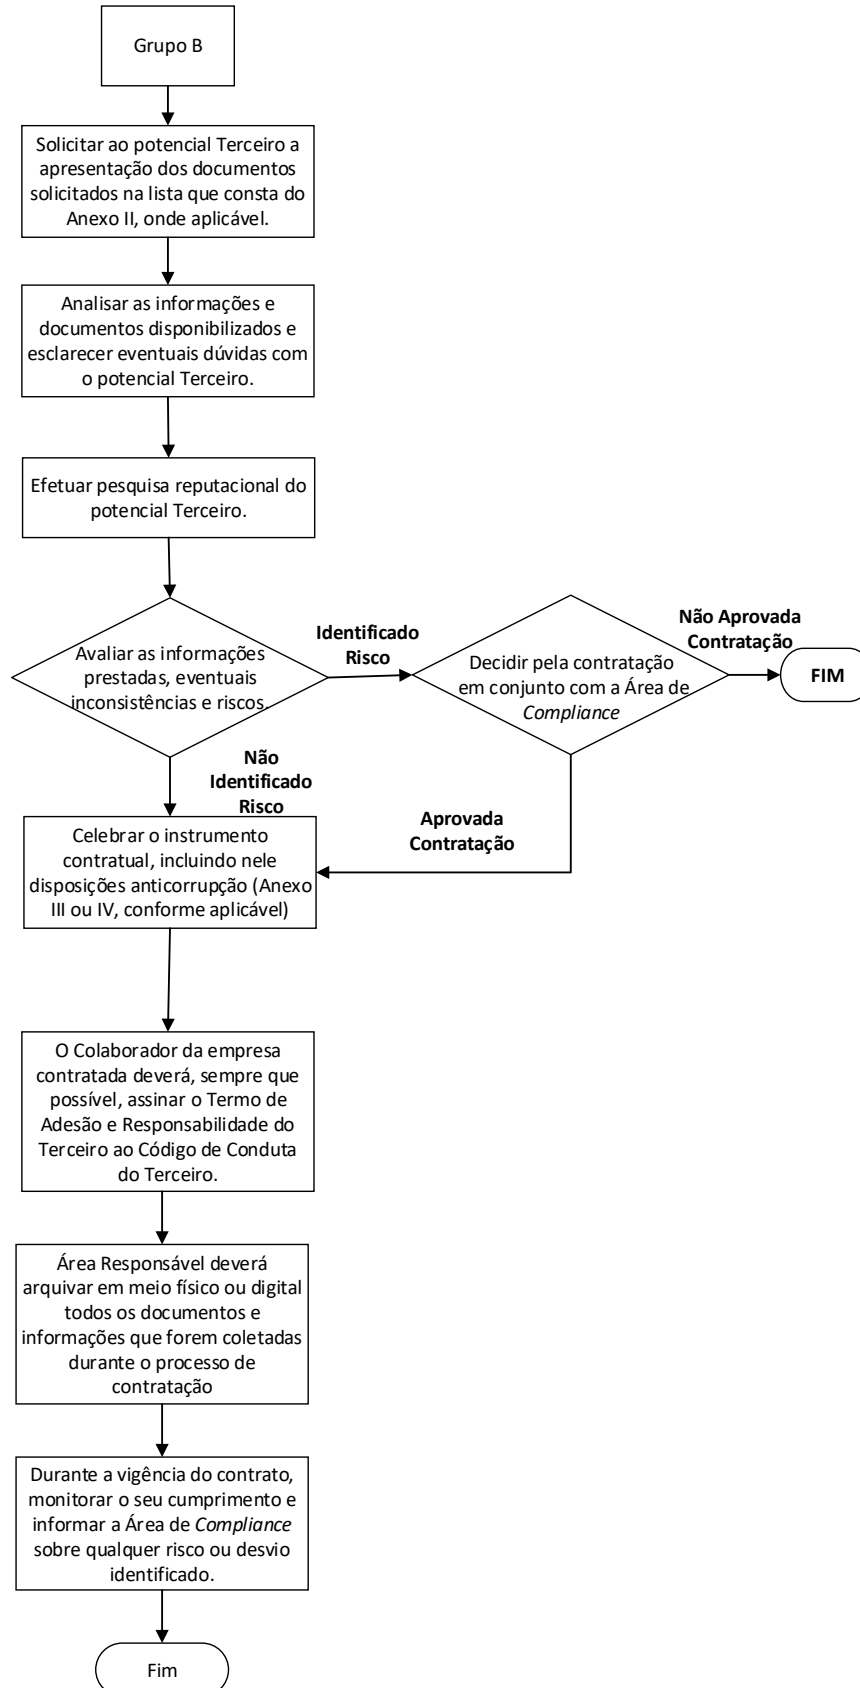 Grupo B
Solicitar ao potencial Terceiro a
apresentação dos documentos
solicitados na lista que consta do
Anexo II, onde aplicável.
Analisar as informações e
documentos disponibilizados e
esclarecer eventuais dúvidas com
o potencial Terceiro.
Efetuar pesquisa reputacional do
potencial Terceiro.
Avaliar as informações
prestadas, eventuais
inconsistências e riscos.
Identificado
Risco
Decidir pela contratação
em conjunto com a Área de
Compliance
Não Aprovada
Contratação
FIM
Não
Identificado
Risco
Aprovada
Contratação
Celebrar o instrumento
contratual, incluindo nele
disposições anticorrupção (Anexo
III ou IV, conforme aplicável)
O Colaborador da empresa
contratada deverá, sempre que
possível, assinar o Termo de
Adesão e Responsabilidade do
Terceiro ao Código de Conduta
do Terceiro.
Área Responsável deverá
arquivar em meio físico ou digital
todos os documentos e
informações que forem coletadas
durante o processo de
contratação
Durante a vigência do contrato,
monitorar o seu cumprimento e
informar a Área de Compliance
sobre qualquer risco ou desvio
identificado.
Fim